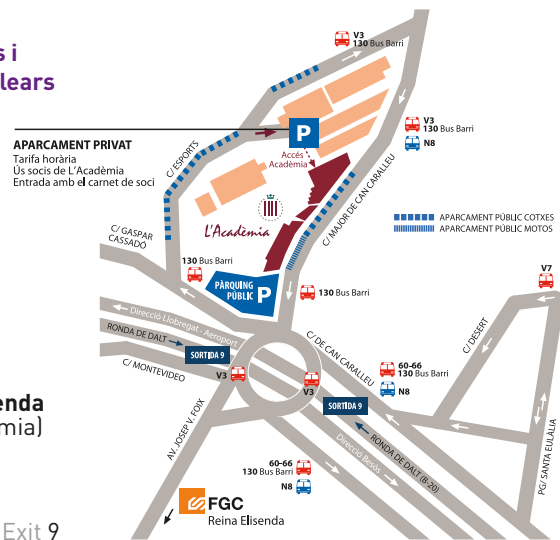 s i
lears
APARCAMENT PRIVAT
Tarifa horària
Ús socis de L'Acadèmia
Entrada amb el carnet de soci
V3
130 Bus Barri
P
Accés
Acadèmia
C/ ESPORTS
V3
130 Bus Barri
N8
C/ MAJOR DE CAN CARALLEU
L'Acadèmia
APARCAMENT PÚBLIC COTXES
APARCAMENT PÚBLIC MOTOS
C/ GASPAR
CASSADÓ
130 Bus Barri
PÀRQUING
PÚBLIC P
130 Bus Barri
V7
Direcció Llobregat - Aeroport
RONDA DE DALT
SORTIDA 9
C/ MONTEVIDEO
V3
V3
C/ DE CAN CARALLEU
C/ DESERT
60-66
130 Bus Barri
N8
SORTIDA 9
RONDA DE DALT (B-20)
Direcció Besòs
PG/ SANTA EULÀLIA
enda
mia)
AV. JOSEP V. FOIX
60-66
130 Bus Barri
N8
FGC
Reina Elisenda
Exit 9